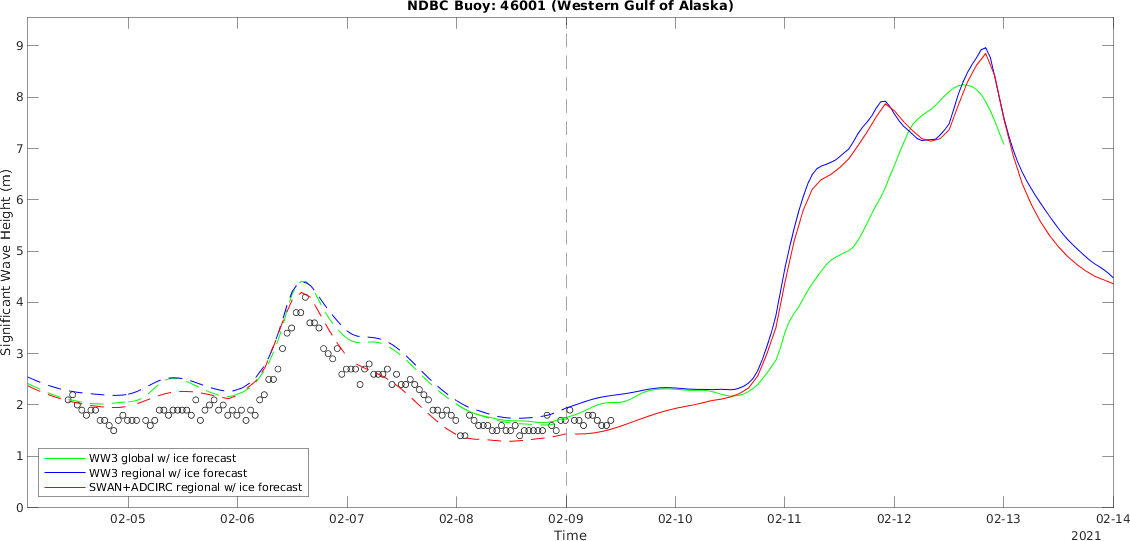 NDBC Buoy: 46001 (Western Gulf of Alaska)
Significant Wave Height (m)
9
8
7
6
5
4
3
2
1
0
WW3 global w/ ice forecast
WW3 regional w/ ice forecast
SWAN+ADCIRC regional w/ ice forecast
02-05 02-06 02-07 02-08 02-09 02-10 02-11 02-12 02-13 02-14
Time
2021